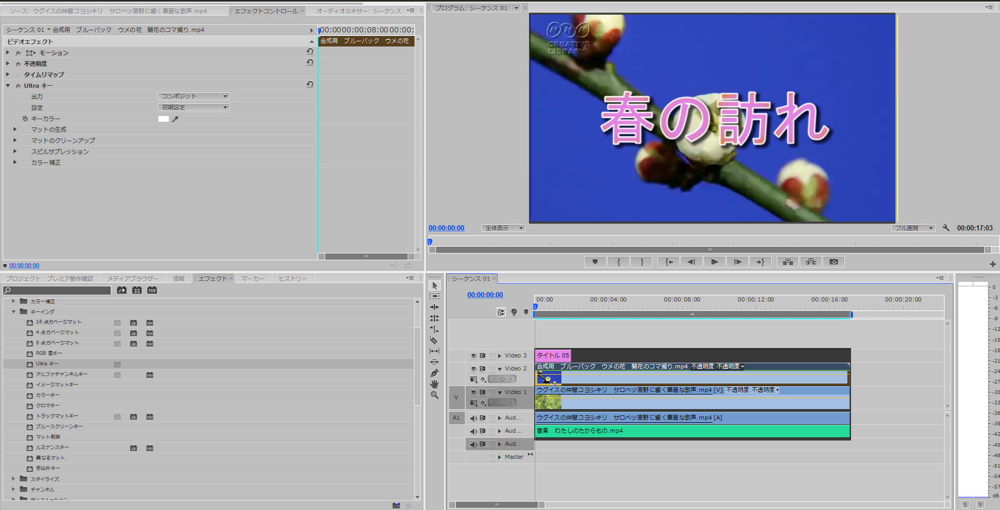 ソース: ウグイスの仲間コヨシキリ　サロベツ原野に響く華麗な歌声.mp4
エフェクトコントロール ×
オーディオミキサー: シーケンス
シーケンス 01 * 合成用　ブルーバック　ウメの花　開花のコマ撮り.mp4
00:00 00:00:08:00 00:00:
ビデオエフェクト
合成用　ブルーバック　ウメの花
fx モーション
fx 不透明度
fx タイムリマップ
fx Ultra キー
出力 コンポジット
設定 初期設定
キーカラー
マットの生成
マットのクリーンアップ
スピルサプレッション
カラー補正
00:00:00:00
プログラム: シーケンス 01 ×
NHK
CREATIVE
LIBRARY
春の訪れ
00:00:00:00 全体表示 フル画質 00:00:17:03
プロジェクト: プレミア動作確認
メディアブラウザー
情報
エフェクト ×
マーカー
ヒストリー
32 YUV
カラー補正
キーイング
16 点ガベージマット 32 YUV
4 点ガベージマット 32 YUV
8 点ガベージマット 32 YUV
RGB 差キー
Ultra キー
アルファチャンネルキー YUV
イメージマットキー
カラーキー
クロマキー
トラックマットキー 32 YUV
ブルースクリーンキー
マット削除
ルミナンスキー 32 YUV
異なるマット
赤以外キー
スタイライズ
チャンネル
ディストーション
シーケンス 01 ×
00:00:00:00
00:00 00:00:04:00 00:00:08:00 00:00:12:00 00:00:16:00 00:00:20:00
Video 3 タイトル 05
Video 2 合成用　ブルーバック　ウメの花　開花のコマ撮り.mp4 不透明度:不透明度
V Video 1 ウグイスの仲間コヨシキリ　サロベツ原野に響く華麗な歌声.mp4 [V] 不透明度:不透明度
A1 Aud... ウグイスの仲間コヨシキリ　サロベツ原野に響く華麗な歌声.mp4 [A]
Aud... 音楽　わたしのたからもの.mp4
Aud...
Master
0
-3
-6
-9
-12
-15
-18
-21
-24
-27
-30
-33
-36
-39
-42
-45
-48
-51
-54
-57
dB
S S